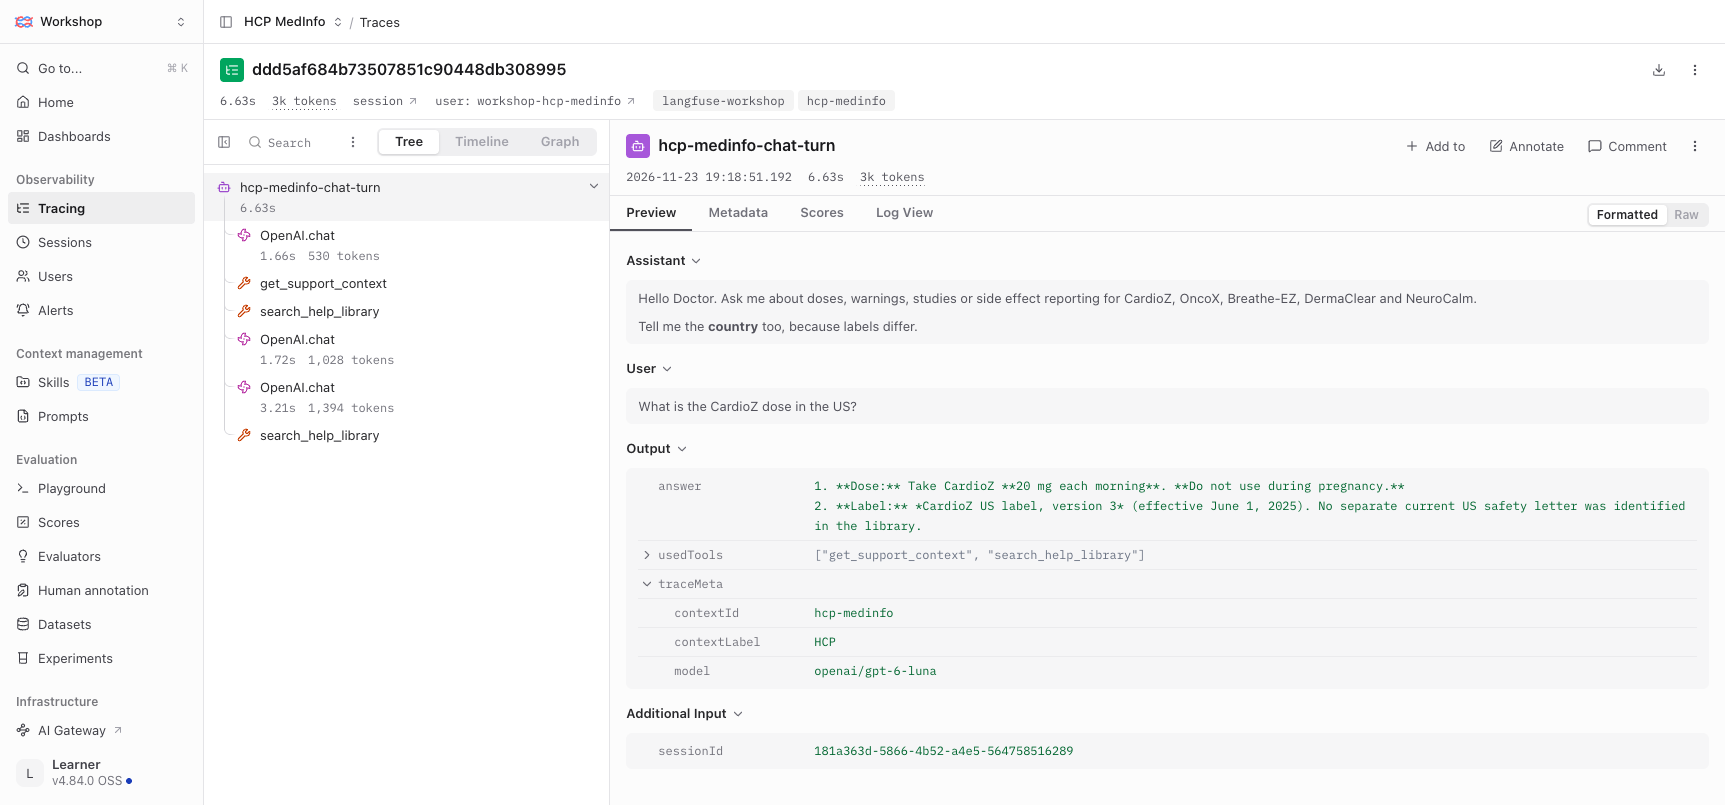 Workshop
HCP MedInfo / Traces
Go to... ⌘ K
Home
Dashboards
Observability
Tracing
Sessions
Users
Alerts
Context management
Skills BETA
Prompts
Evaluation
Playground
Scores
Evaluators
Human annotation
Datasets
Experiments
Infrastructure
AI Gateway
L
Learner
v4.84.0 OSS
ddd5af684b73507851c90448db308995
6.63s 3k tokens session user: workshop-hcp-medinfo langfuse-workshop hcp-medinfo
Search
Tree Timeline Graph
hcp-medinfo-chat-turn
6.63s
OpenAI.chat
1.66s 530 tokens
get_support_context
search_help_library
OpenAI.chat
1.72s 1,028 tokens
OpenAI.chat
3.21s 1,394 tokens
search_help_library
hcp-medinfo-chat-turn
Add to Annotate Comment
2026-11-23 19:18:51.192 6.63s 3k tokens
Preview Metadata Scores Log View
Formatted Raw
Assistant
Hello Doctor. Ask me about doses, warnings, studies or side effect reporting for CardioZ, OncoX, Breathe-EZ, DermaClear and NeuroCalm.
Tell me the country too, because labels differ.
User
What is the CardioZ dose in the US?
Output
answer 1. **Dose:** Take CardioZ **20 mg each morning**. **Do not use during pregnancy.**
2. **Label:** *CardioZ US label, version 3* (effective June 1, 2025). No separate current US safety letter was identified
in the library.
usedTools ["get_support_context", "search_help_library"]
traceMeta
contextId hcp-medinfo
contextLabel HCP
model openai/gpt-6-luna
Additional Input
sessionId 181a363d-5866-4b52-a4e5-564758516289